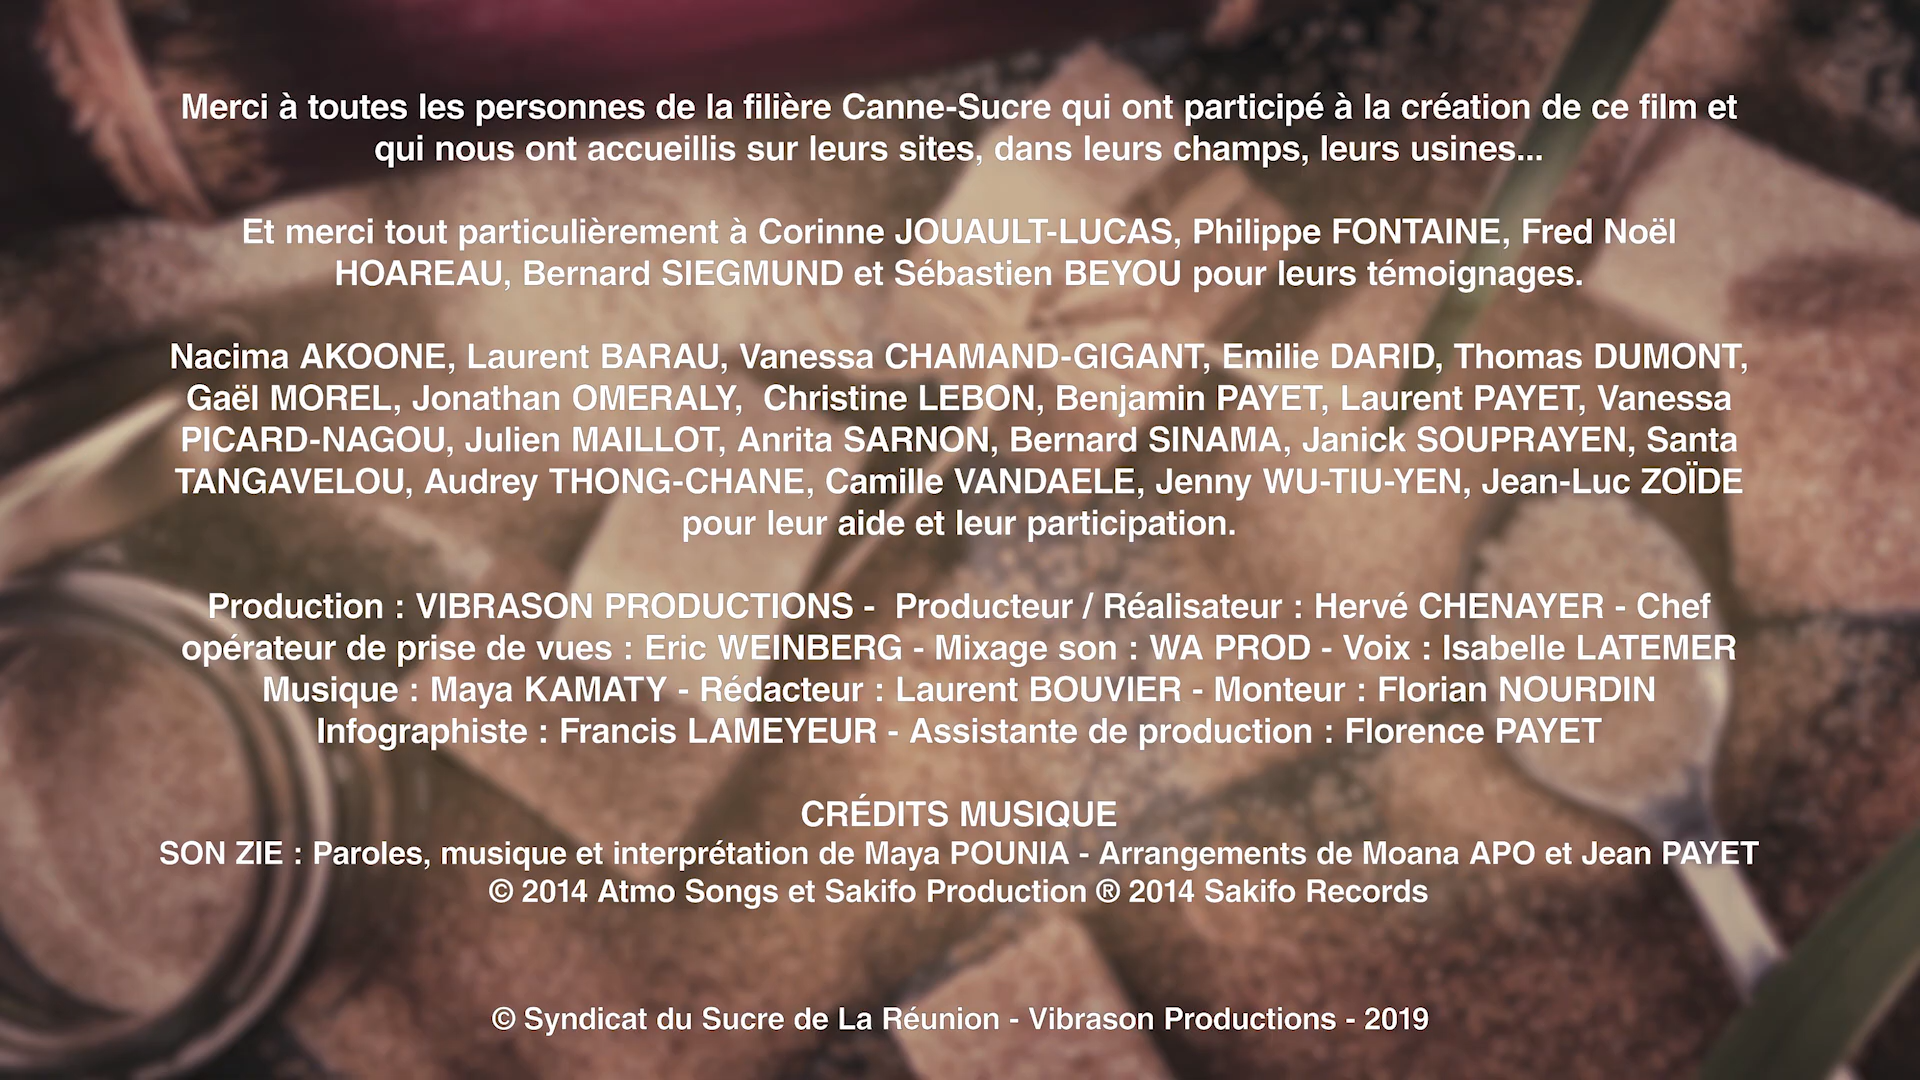 Merci à toutes les personnes de la filière Canne-Sucre qui ont participé à la création de ce film et
qui nous ont accueillis sur leurs sites, dans leurs champs, leurs usines...
Et merci tout particulièrement à Corinne JOUAULT-LUCAS, Philippe FONTAINE, Fred Noël
HOAREAU, Bernard SIEGMUND et Sébastien BEYOU pour leurs témoignages.
Nacima AKOONE, Laurent BARAU, Vanessa CHAMAND-GIGANT, Emilie DARID, Thomas DUMONT,
Gaël MOREL, Jonathan OMERALY,  Christine LEBON, Benjamin PAYET, Laurent PAYET, Vanessa
PICARD-NAGOU, Julien MAILLOT, Anrita SARNON, Bernard SINAMA, Janick SOUPRAYEN, Santa
TANGAVELOU, Audrey THONG-CHANE, Camille VANDAELE, Jenny WU-TIU-YEN, Jean-Luc ZOÏDE
pour leur aide et leur participation.
Production : VIBRASON PRODUCTIONS -  Producteur / Réalisateur : Hervé CHENAYER - Chef
opérateur de prise de vues : Eric WEINBERG - Mixage son : WA PROD - Voix : Isabelle LATEMER
Musique : Maya KAMATY - Rédacteur : Laurent BOUVIER - Monteur : Florian NOURDIN
Infographiste : Francis LAMEYEUR - Assistante de production : Florence PAYET
CRÉDITS MUSIQUE
SON ZIE : Paroles, musique et interprétation de Maya POUNIA - Arrangements de Moana APO et Jean PAYET
© 2014 Atmo Songs et Sakifo Production ® 2014 Sakifo Records
© Syndicat du Sucre de La Réunion - Vibrason Productions - 2019